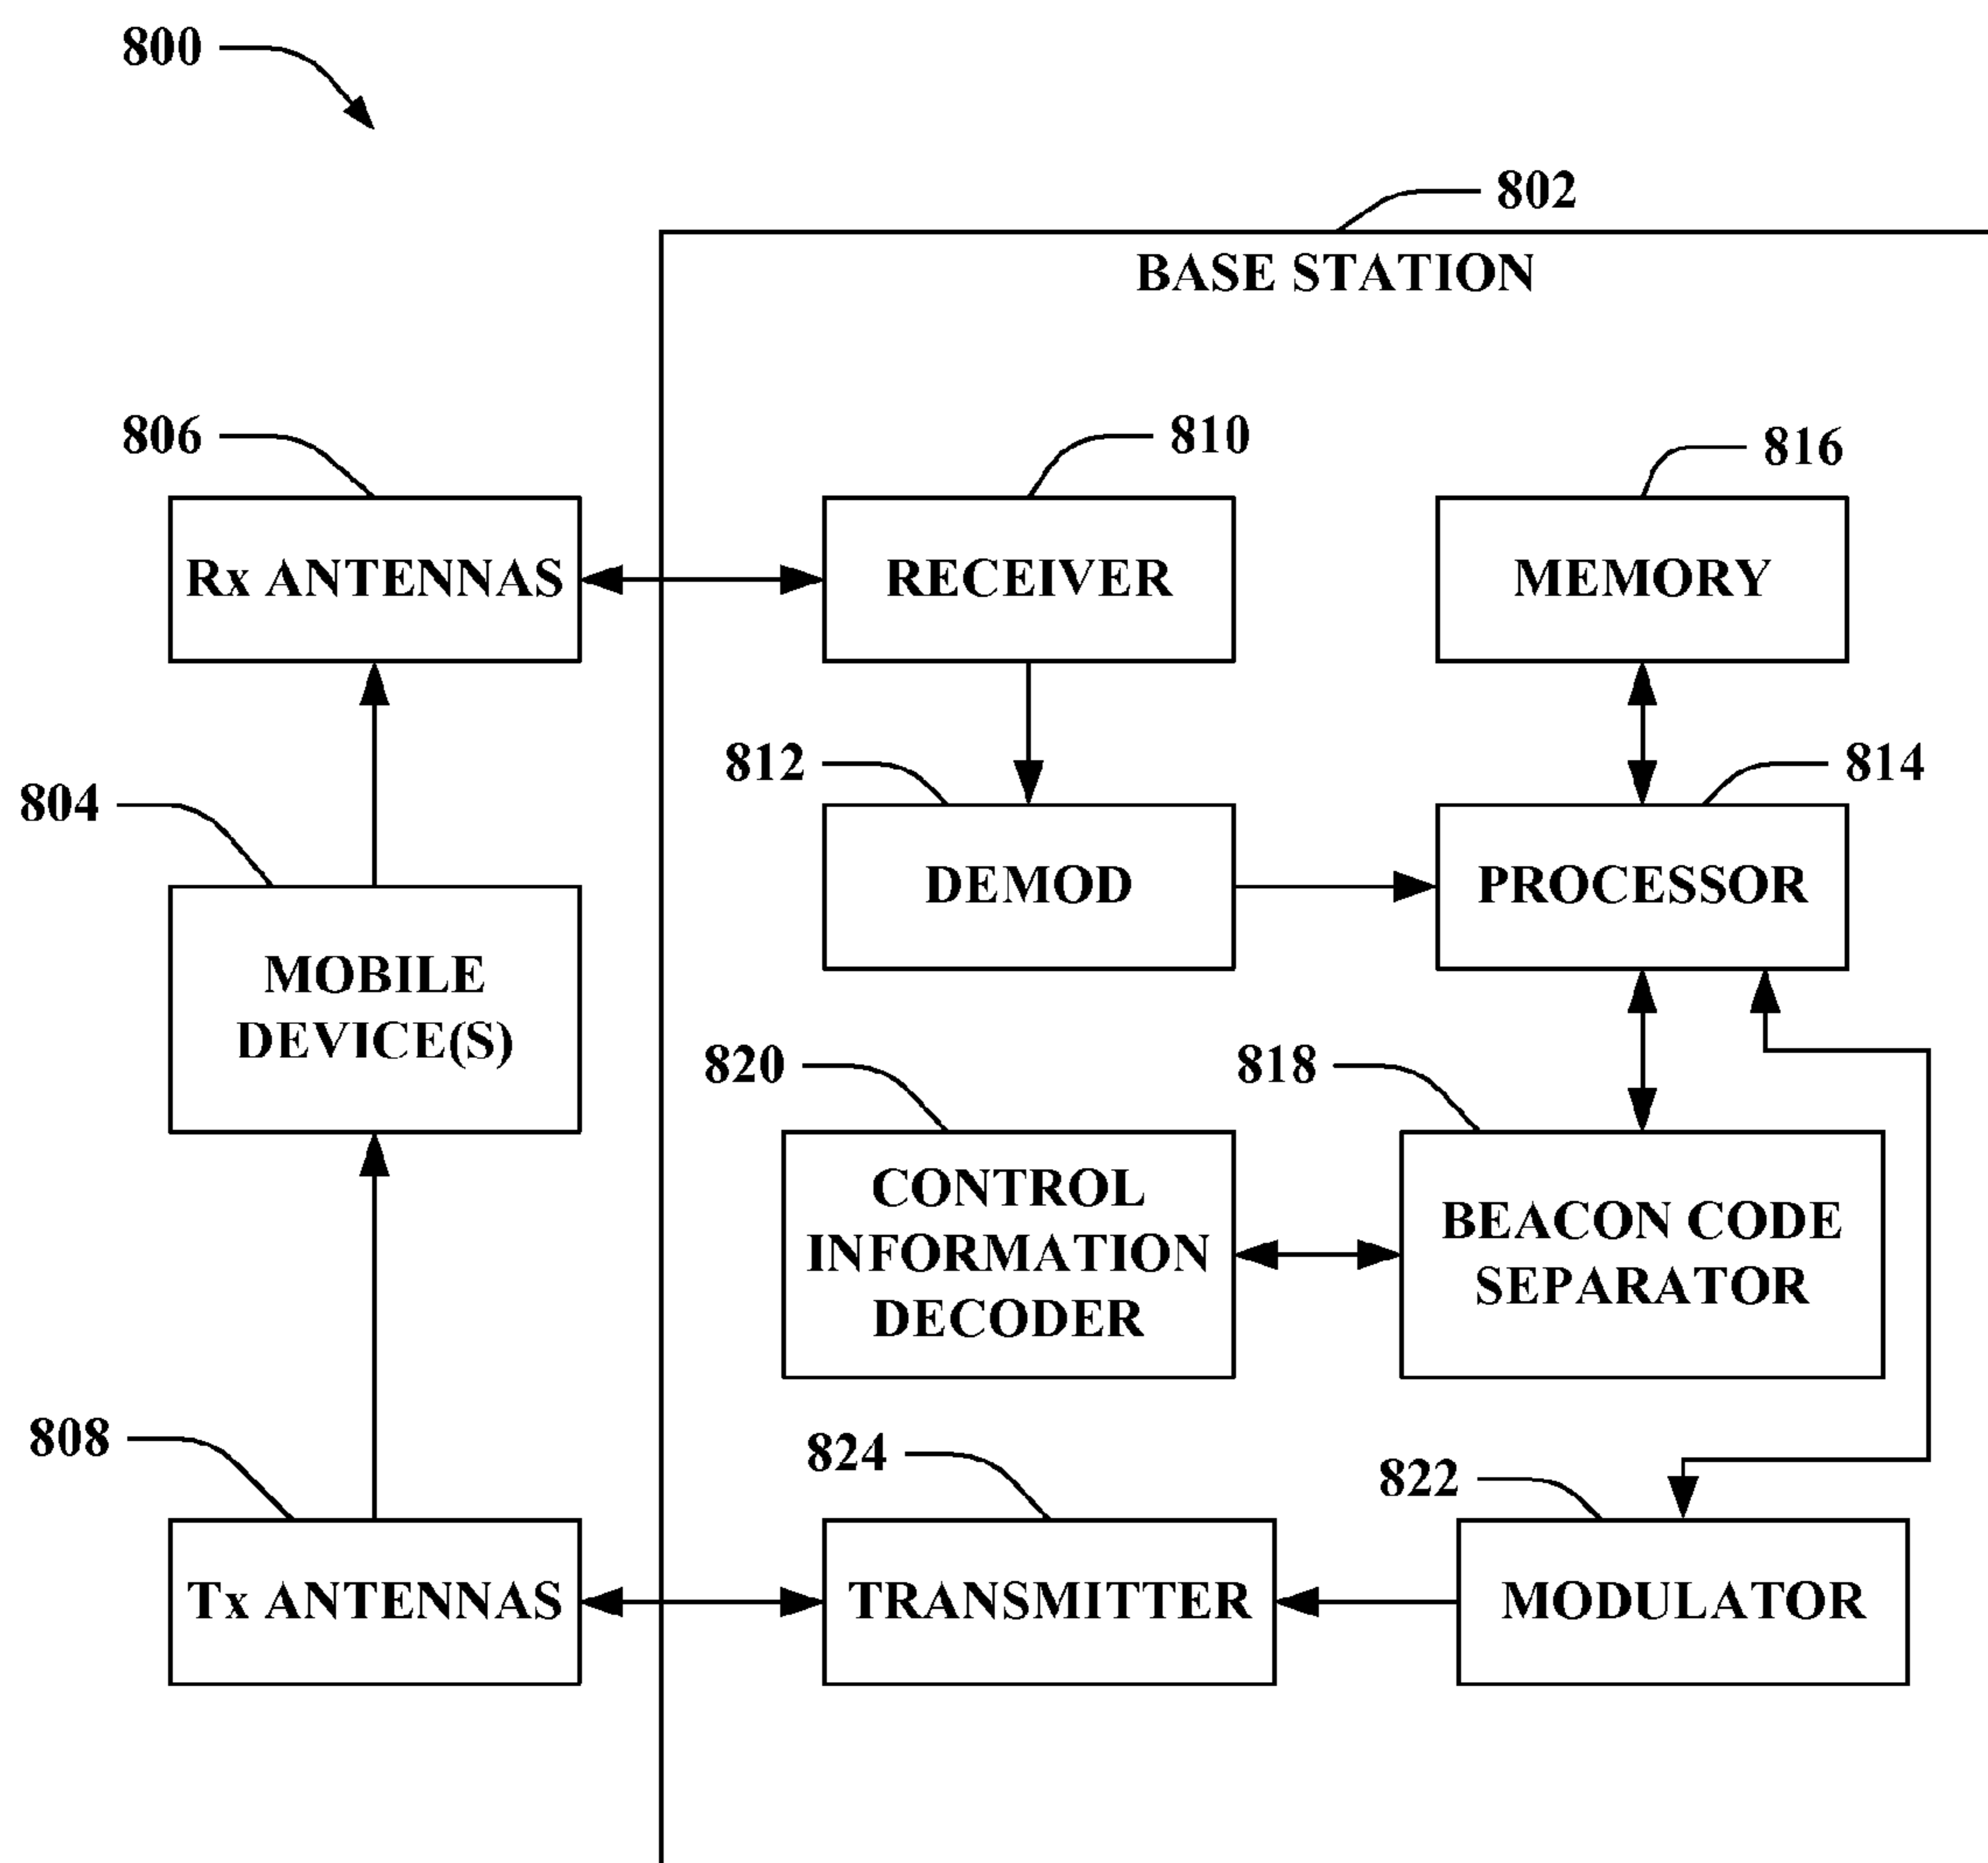 800
802
BASE STATION
806
810
816
Rx ANTENNAS
RECEIVER
MEMORY
812
814
804
DEMOD
PROCESSOR
MOBILE
DEVICE(S)
820
818
CONTROL
INFORMATION
DECODER
BEACON CODE
SEPARATOR
808
824
822
Tx ANTENNAS
TRANSMITTER
MODULATOR